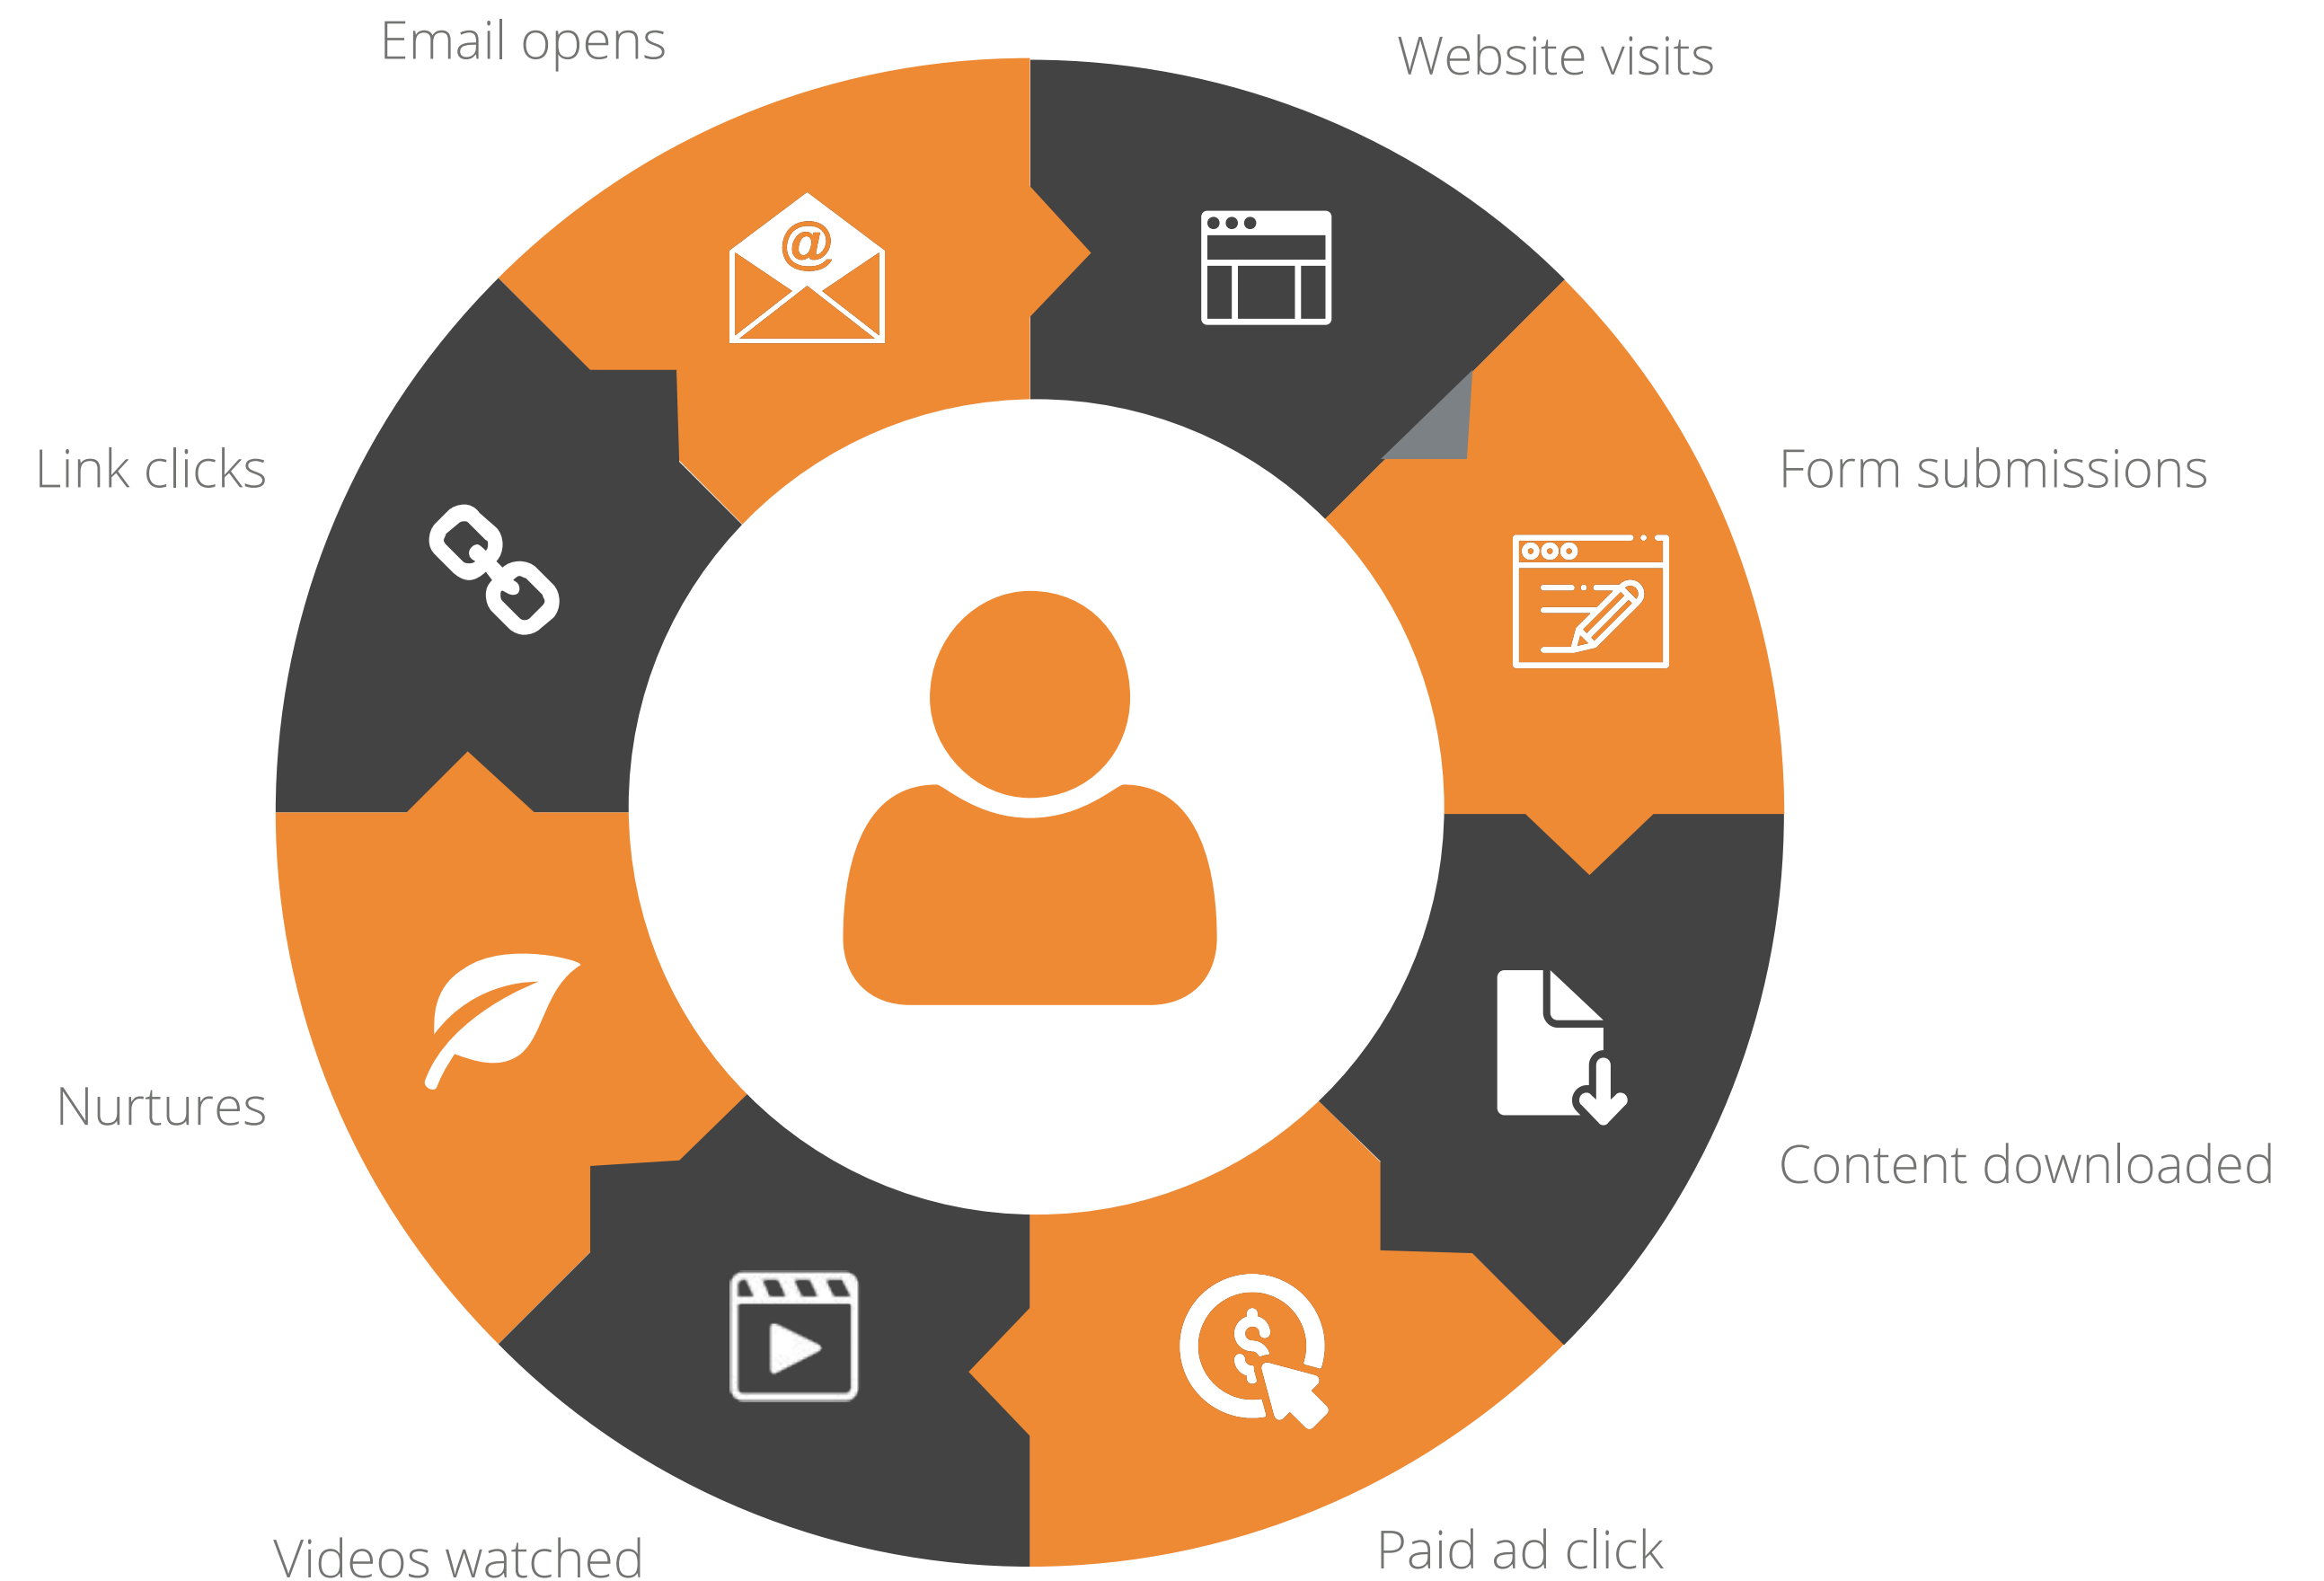 Email opens
Website visits
@
Link clicks
Form submissions
Nurtures
Content downloaded
$
Videos watched
Paid ad click